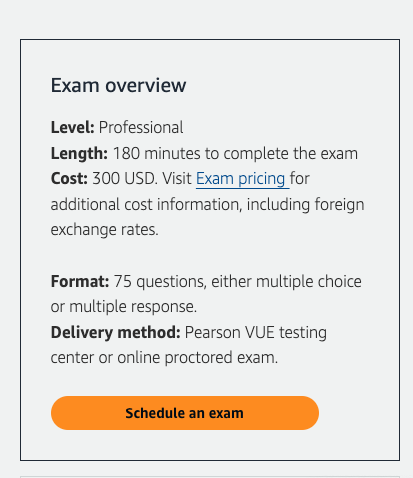 Exam overview
Level: Professional
Length: 180 minutes to complete the exam
Cost: 300 USD. Visit Exam pricing for
additional cost information, including foreign
exchange rates.
Format: 75 questions, either multiple choice
or multiple response.
Delivery method: Pearson VUE testing
center or online proctored exam.
Schedule an exam